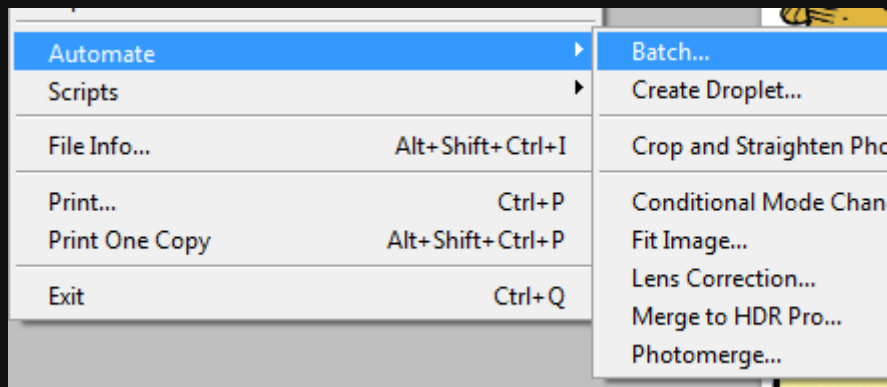 Automate
Scripts
File Info... Alt+Shift+Ctrl+I
Print... Ctrl+P
Print One Copy Alt+Shift+Ctrl+P
Exit Ctrl+Q
Batch...
Create Droplet...
Crop and Straighten Pho
Conditional Mode Chan
Fit Image...
Lens Correction...
Merge to HDR Pro...
Photomerge...